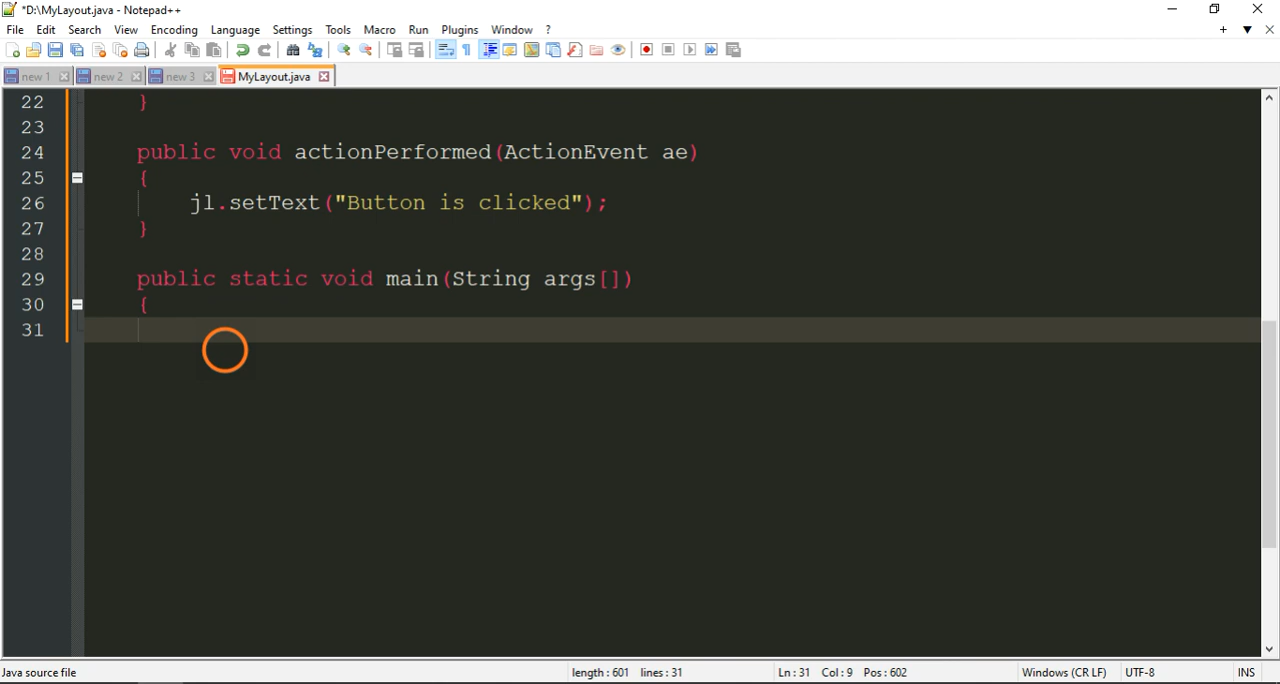 *D:\MyLayout.java - Notepad++
File Edit Search View Encoding Language Settings Tools Macro Run Plugins Window ?
new 1 new 2 new 3 MyLayout.java
22 }
23
24 public void actionPerformed(ActionEvent ae)
25 {
26 jl.setText("Button is clicked");
27 }
28
29 public static void main(String args[])
30 {
31
Java source file length : 601 lines : 31 Ln : 31 Col : 9 Pos : 602 Windows (CR LF) UTF-8 INS